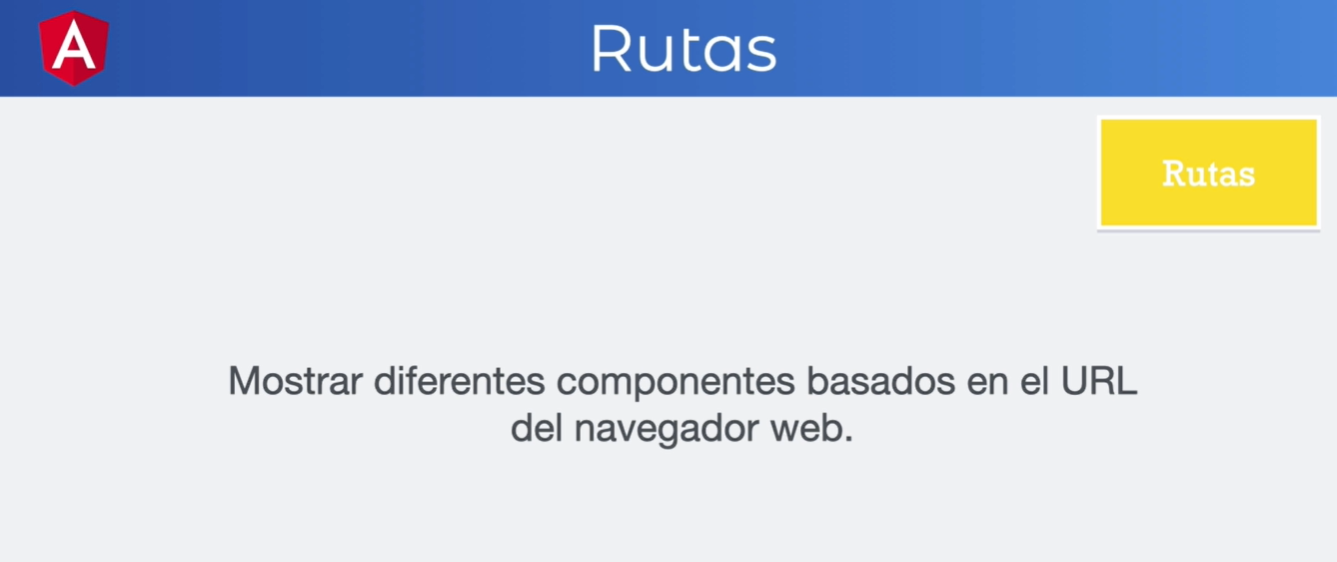 A
Rutas
Rutas
Mostrar diferentes componentes basados en el URL
del navegador web.